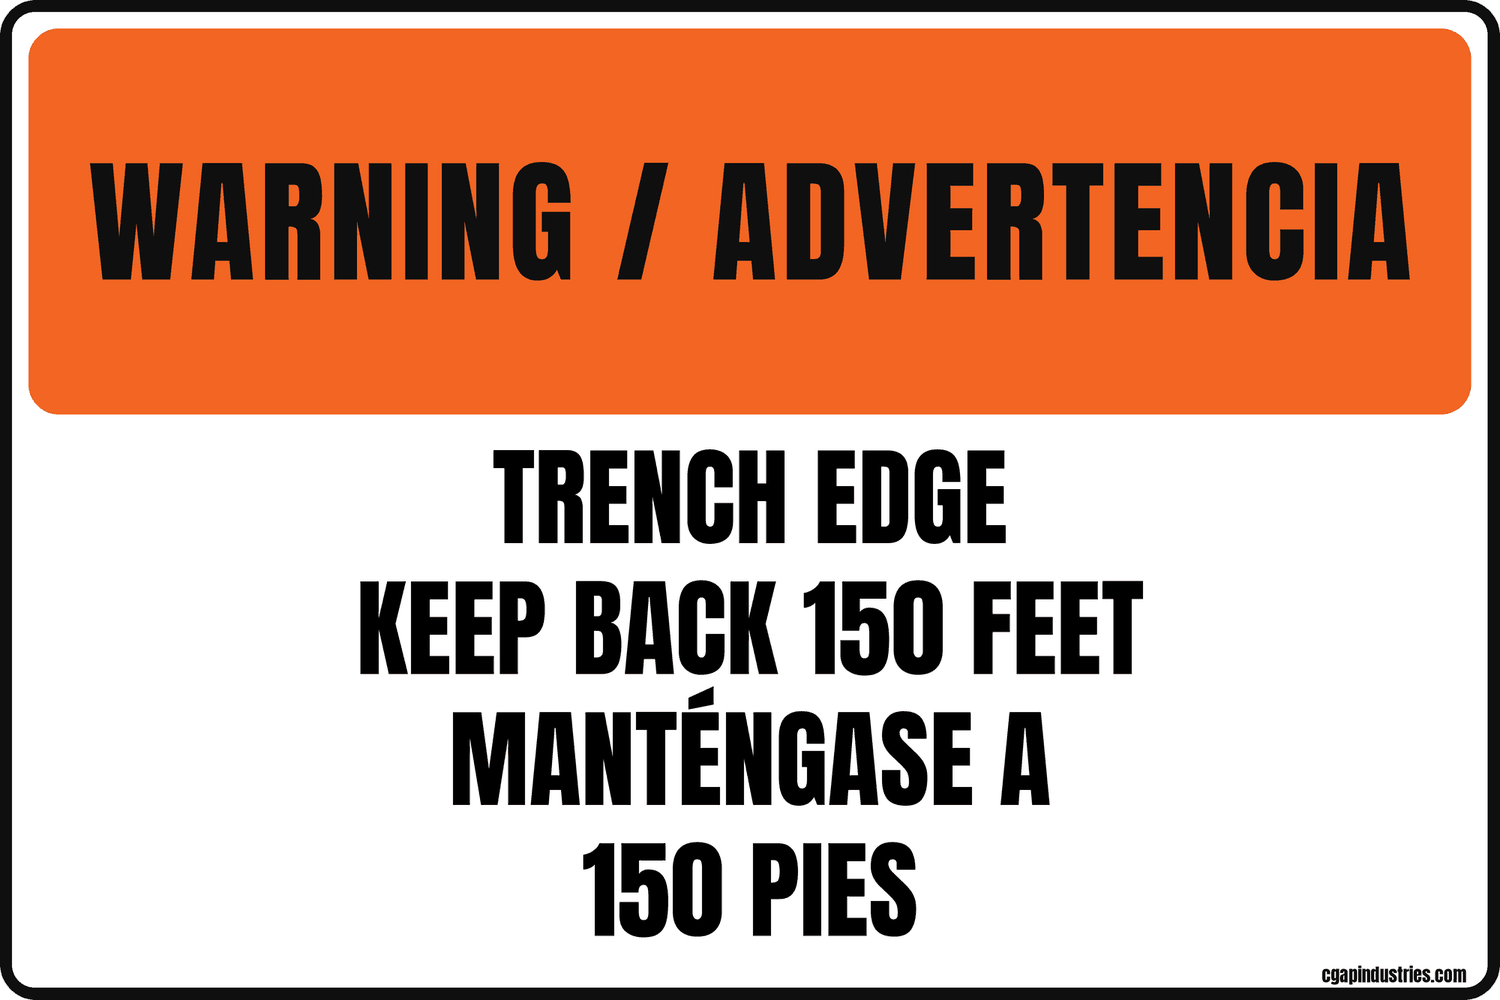 WARNING / ADVERTENCIA
TRENCH EDGE
KEEP BACK 150 FEET
MANTÉNGASE A
150 PIES
cgapindustries.com